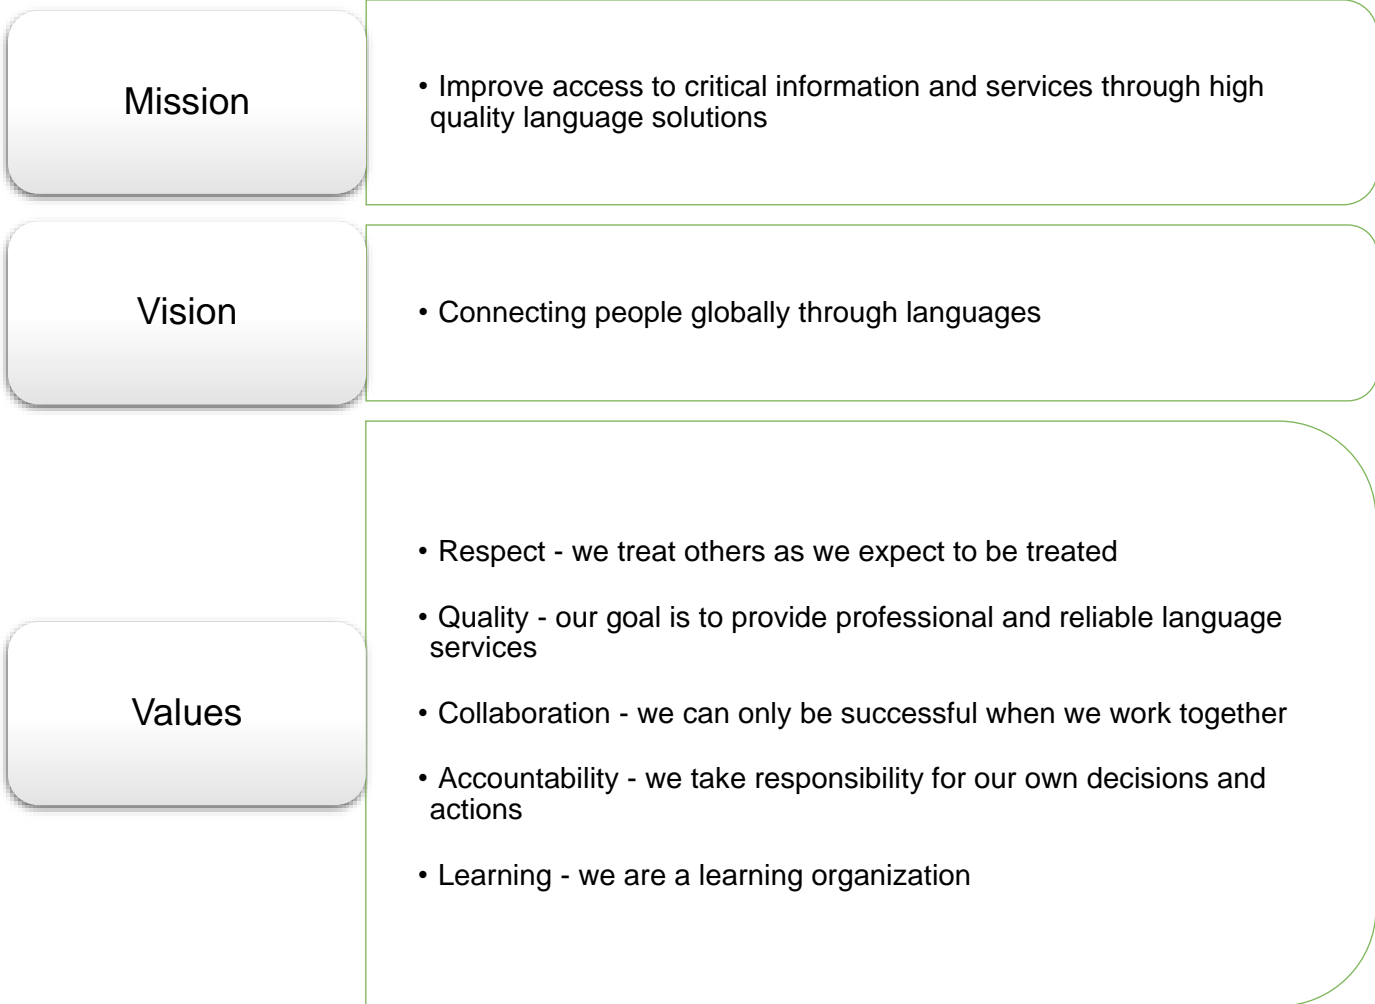 Mission
• Improve access to critical information and services through high
quality language solutions
Vision
• Connecting people globally through languages
Values
• Respect - we treat others as we expect to be treated
• Quality - our goal is to provide professional and reliable language
services
• Collaboration - we can only be successful when we work together
• Accountability - we take responsibility for our own decisions and
actions
• Learning - we are a learning organization